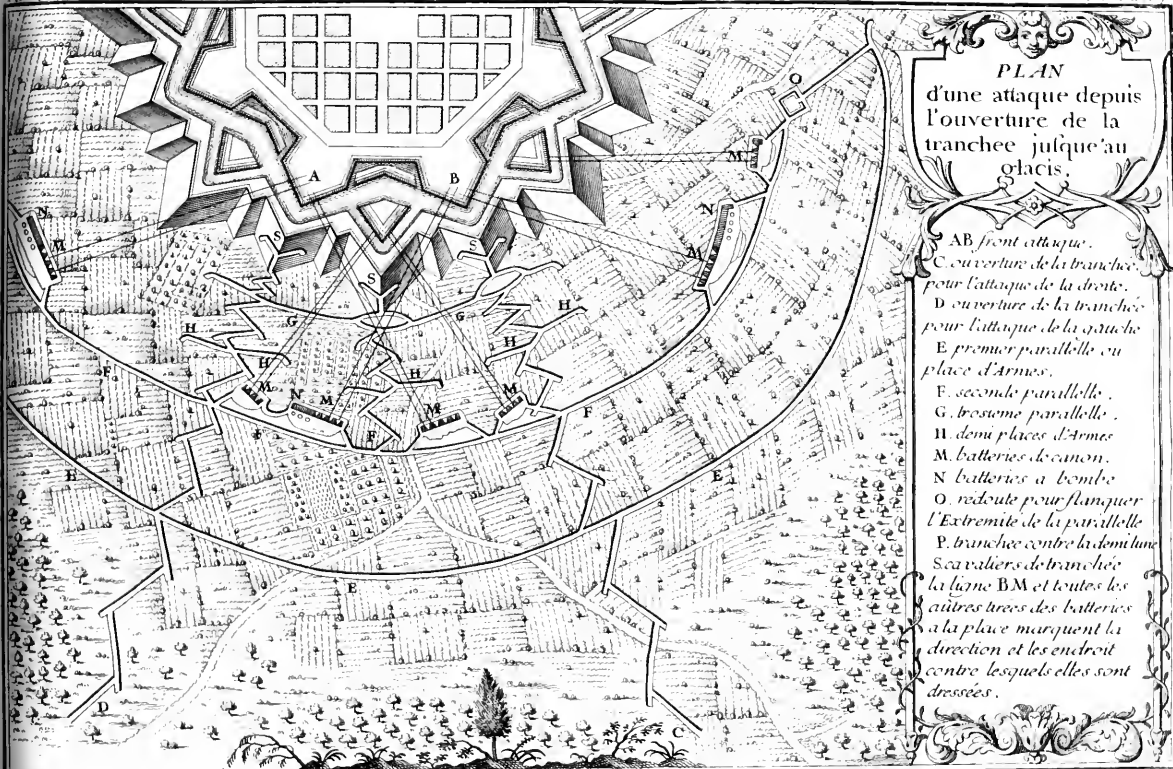 PLAN
d'une attaque depuis
l'ouverture de la
tranchee jusque'au
glacis.
AB front attaque.
C. ouverture de la tranchée
pour l'attaque de la droite.
D ouverture de la tranchée
pour l'attaque de la gauche
E premier parallelle ou
place d'Armes.
F. seconde parallelle.
G. troisieme parallelle.
H. demi places d'Armes
M. batteries de canon.
N batteries a bombe
O. redoute pour flanquer
l'Extremite de la parallelle
P. tranchee contre la demi lune
S cavaliers de tranchée
la ligne BM et toutes les
aûtres tirées des batteries
a la place marquent la
direction et les endroit
contre lesquels elles sont
dressées.
O
M
A
B
N
N
M
S
S
M
S
H
G
G
H
H
H
H
F
M
N
M
M
M
F
F
E
E
E
D
C